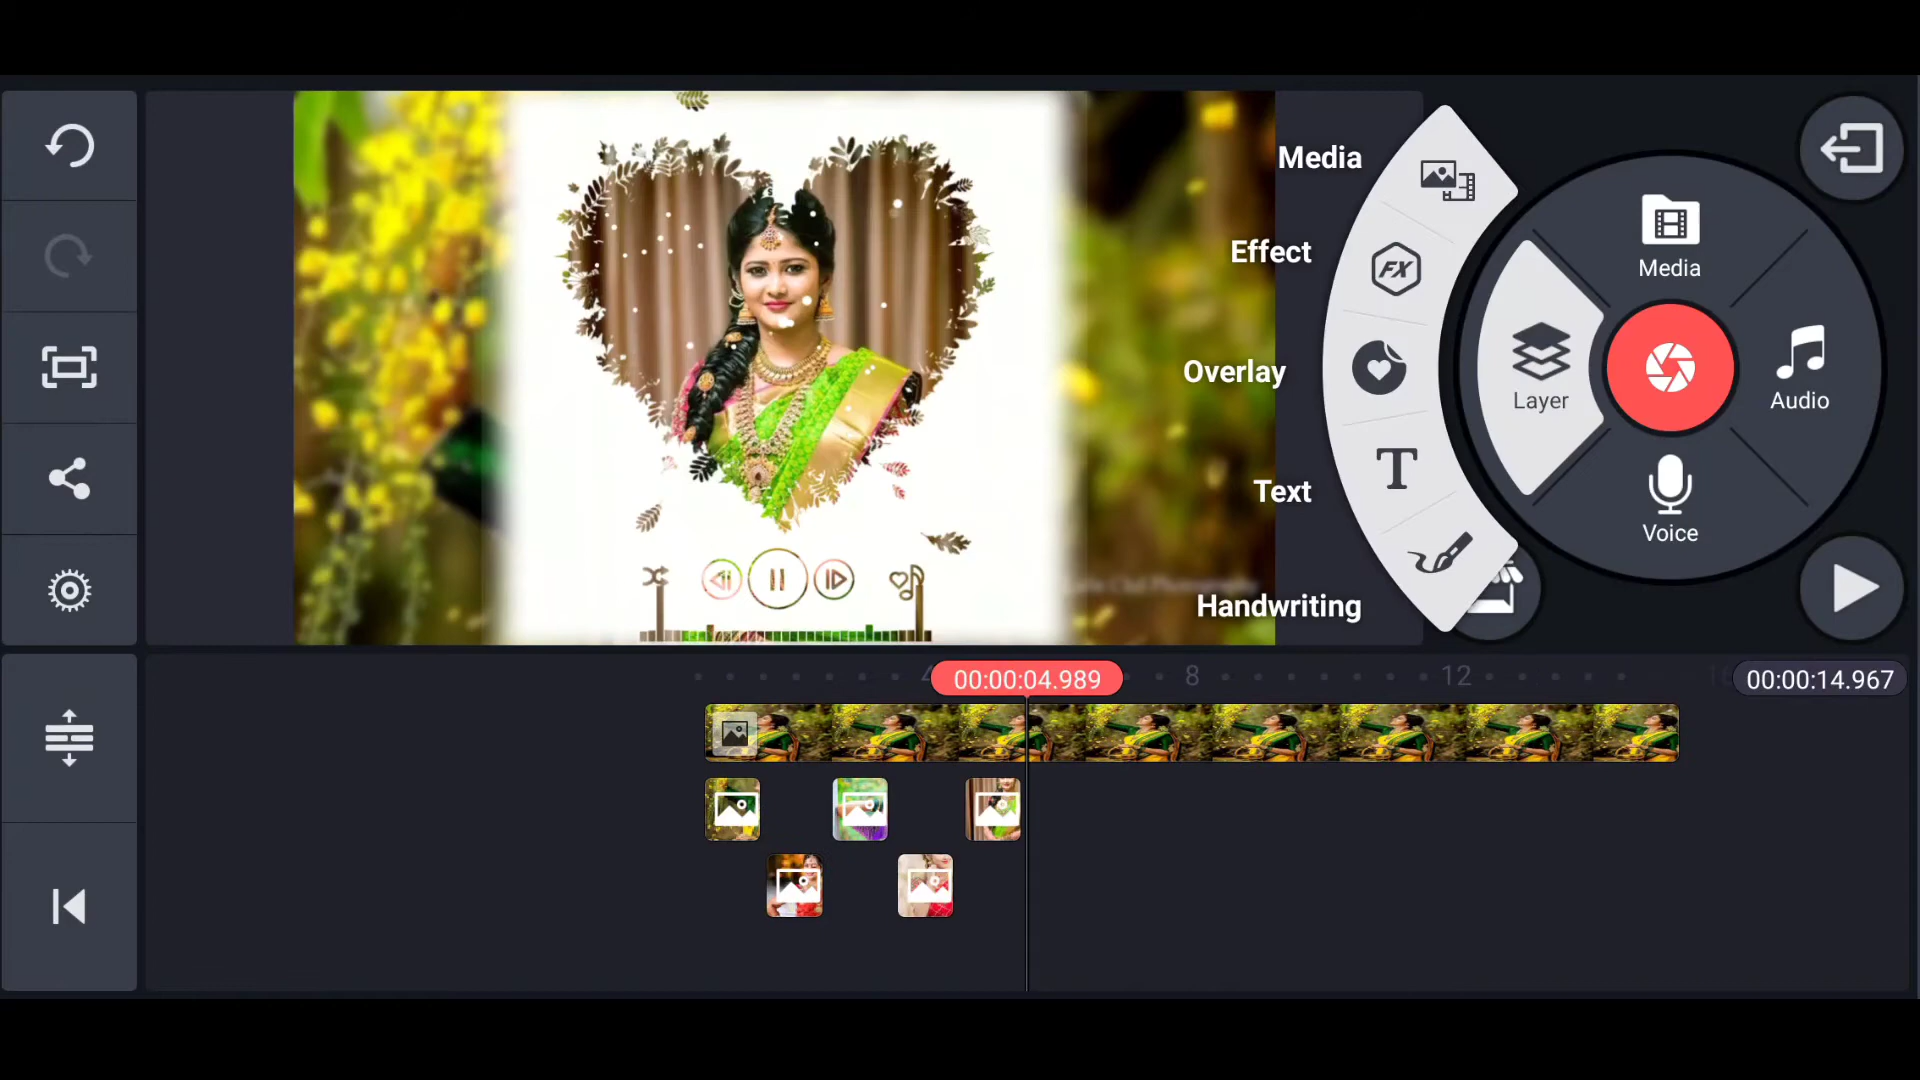 Media
Effect
Overlay
Text
Handwriting
Media
Layer
Audio
Voice
FX
T
00:00:04.989
8
12
00:00:14.967